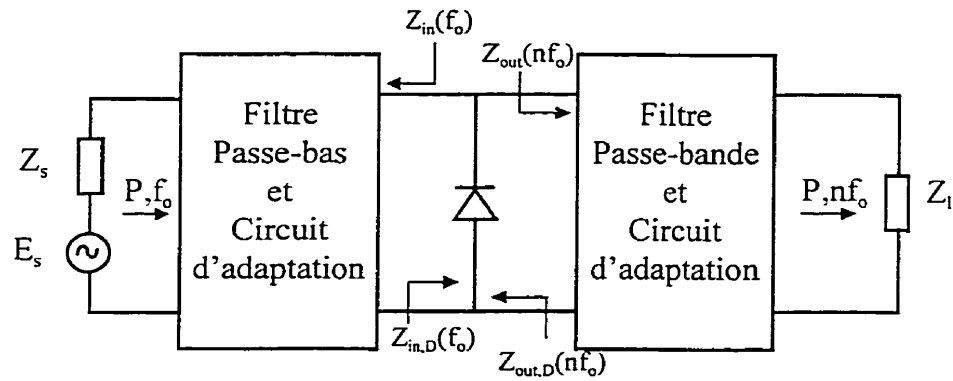 Z_in(f_o)
Z_out(nf_o)
Filtre
Passe-bas
et
Circuit
d'adaptation
Filtre
Passe-bande
et
Circuit
d'adaptation
Z_s
P,f_o
E_s
P,nf_o
Z_l
Z_in,D(f_o)
Z_out,D(nf_o)